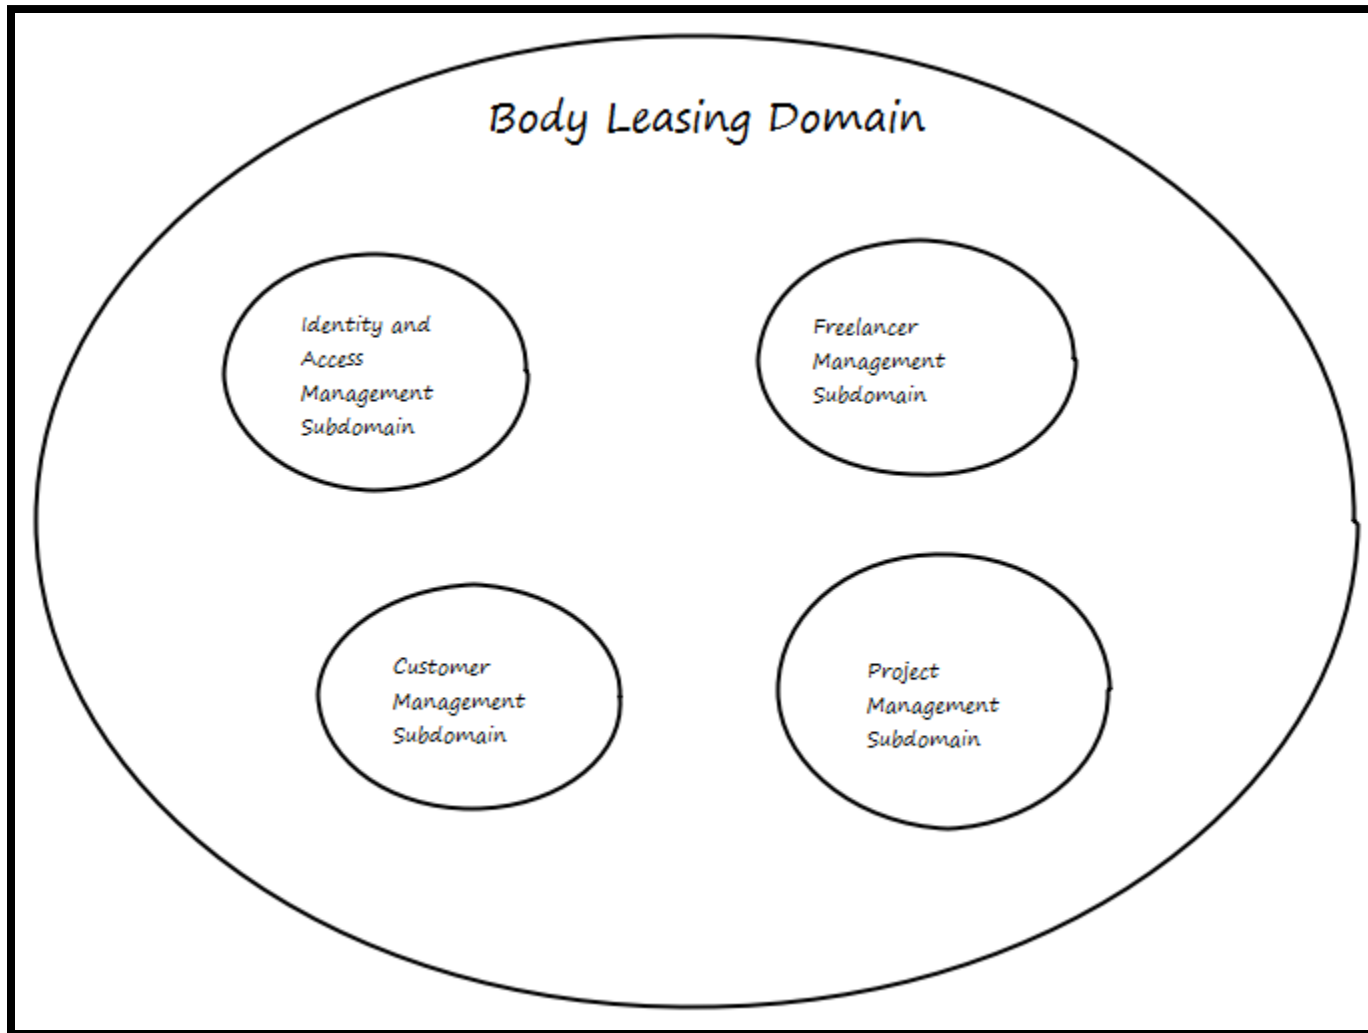 Body Leasing Domain
Identity and
Access
Management
Subdomain
Freelancer
Management
Subdomain
Customer
Management
Subdomain
Project
Management
Subdomain